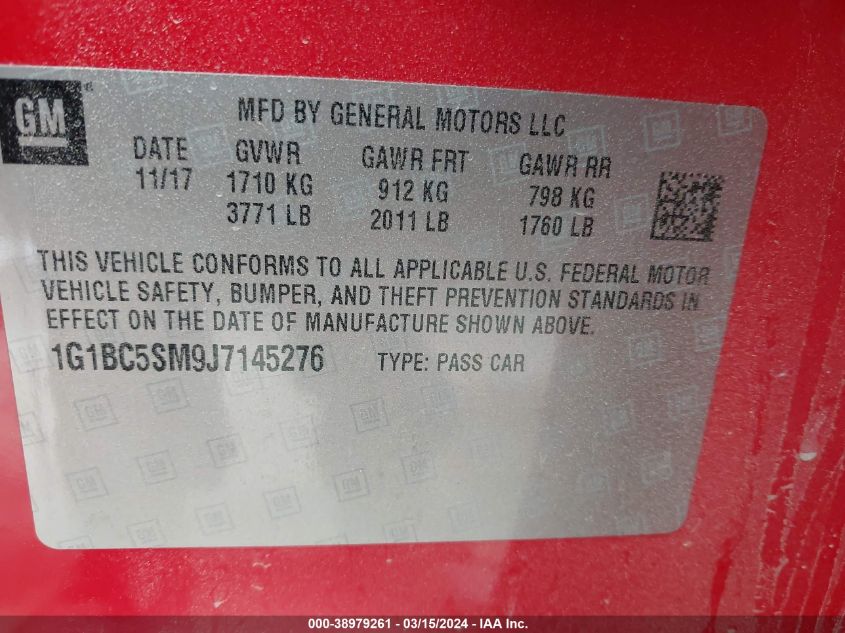 GM
MFD BY GENERAL MOTORS LLC
DATE GVWR GAWR FRT GAWR RR
11/17 1710 KG 912 KG 798 KG
3771 LB 2011 LB 1760 LB
THIS VEHICLE CONFORMS TO ALL APPLICABLE U.S. FEDERAL MOTOR
VEHICLE SAFETY, BUMPER, AND THEFT PREVENTION STANDARDS IN
EFFECT ON THE DATE OF MANUFACTURE SHOWN ABOVE.
1G1BC5SM9J7145276 TYPE: PASS CAR
000-38979261 - 03/15/2024 - IAA Inc.